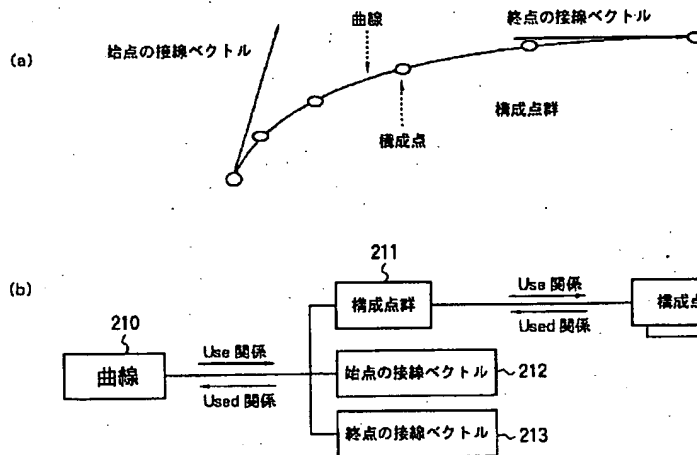 (a)
曲線
終点の接線ベクトル
始点の接線ベクトル
構成点群
構成点
(b)
211
Use 関係
構成点群
構成点
Used 関係
210
Use 関係
曲線
始点の接線ベクトル
212
Used 関係
終点の接線ベクトル
213